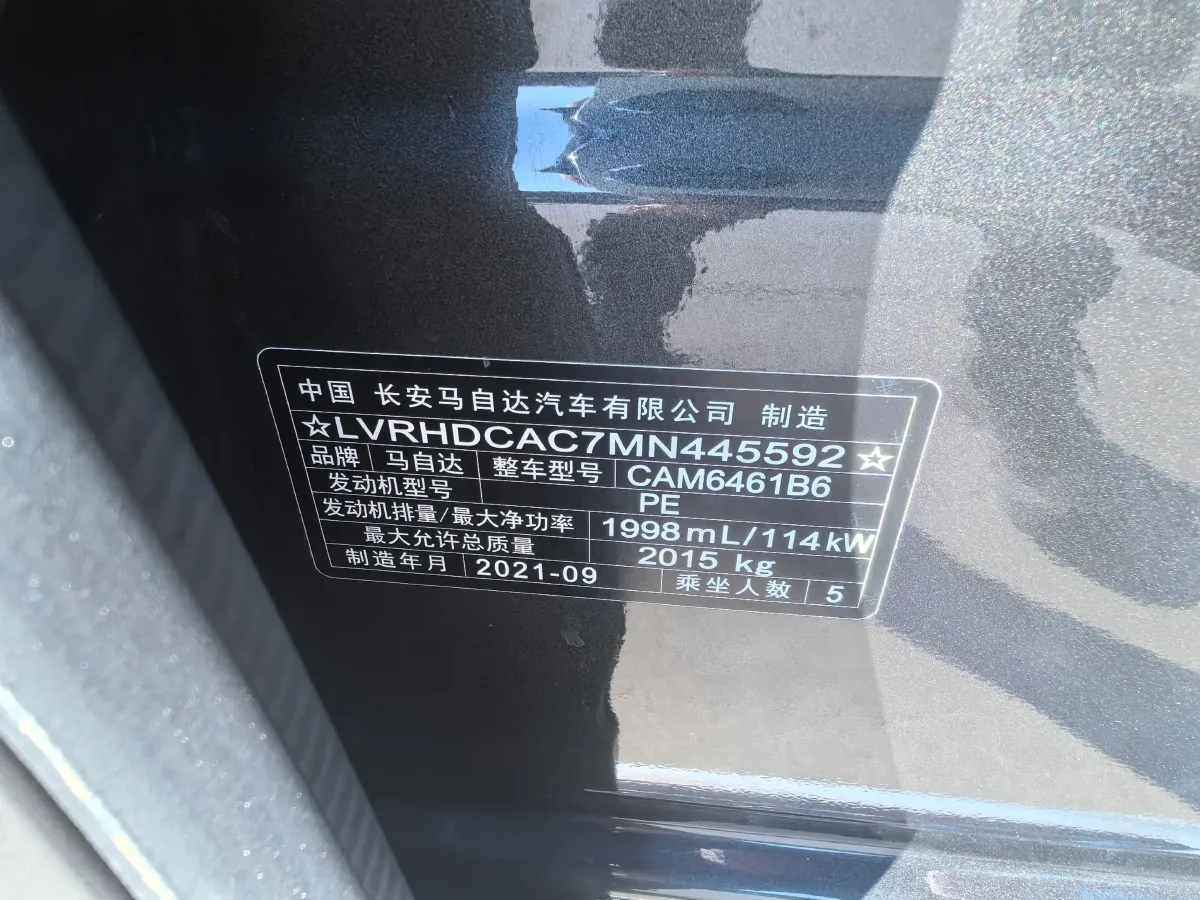 中国 长安马自达汽车有限公司 制造
☆LVRHDCAC7MN445592☆
品牌 马自达 整车型号 CAM6461B6
发动机型号 PE
发动机排量/最大净功率 1998mL/114kW
最大允许总质量 2015 kg
制造年月 2021-09 乘坐人数 5